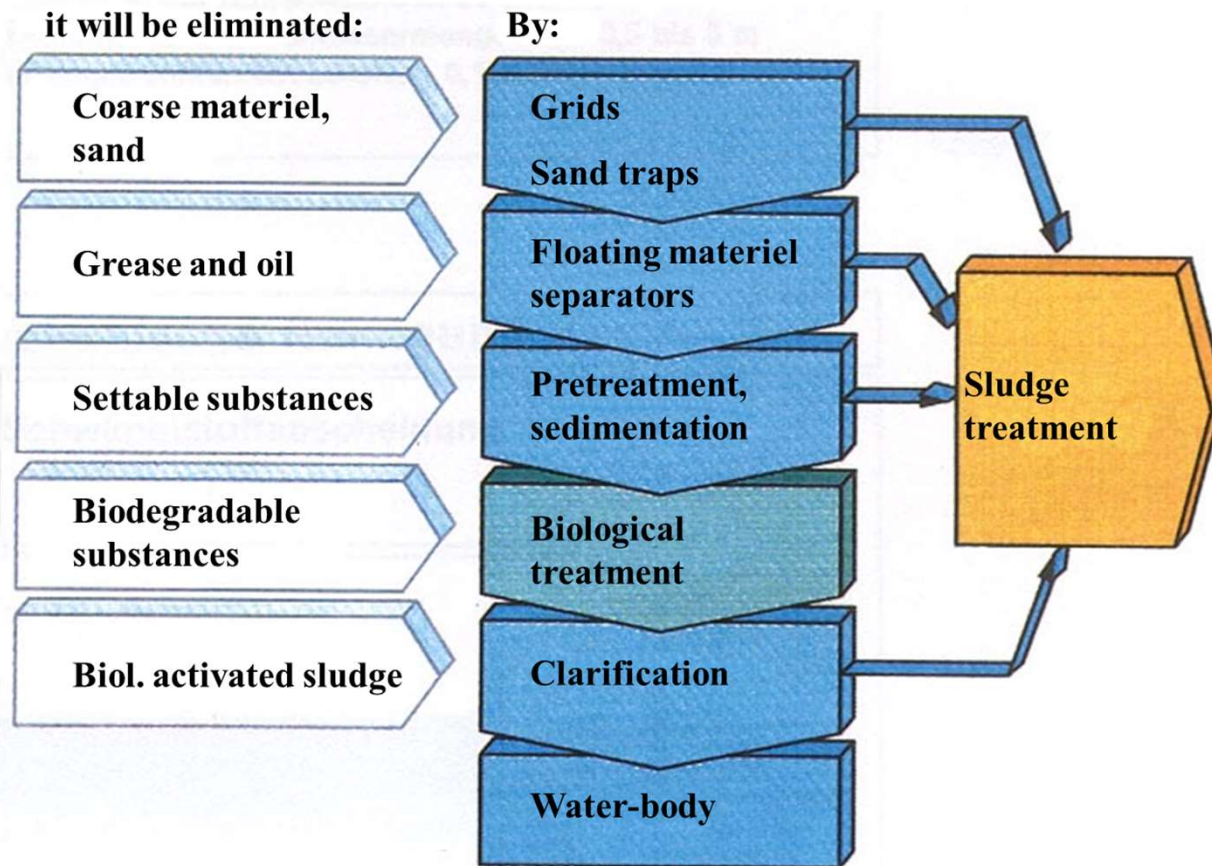 it will be eliminated:
By:
Coarse materiel,
sand
Grids
Sand traps
Grease and oil
Floating materiel
separators
Settable substances
Pretreatment,
sedimentation
Sludge
treatment
Biodegradable
substances
Biological
treatment
Biol. activated sludge
Clarification
Water-body